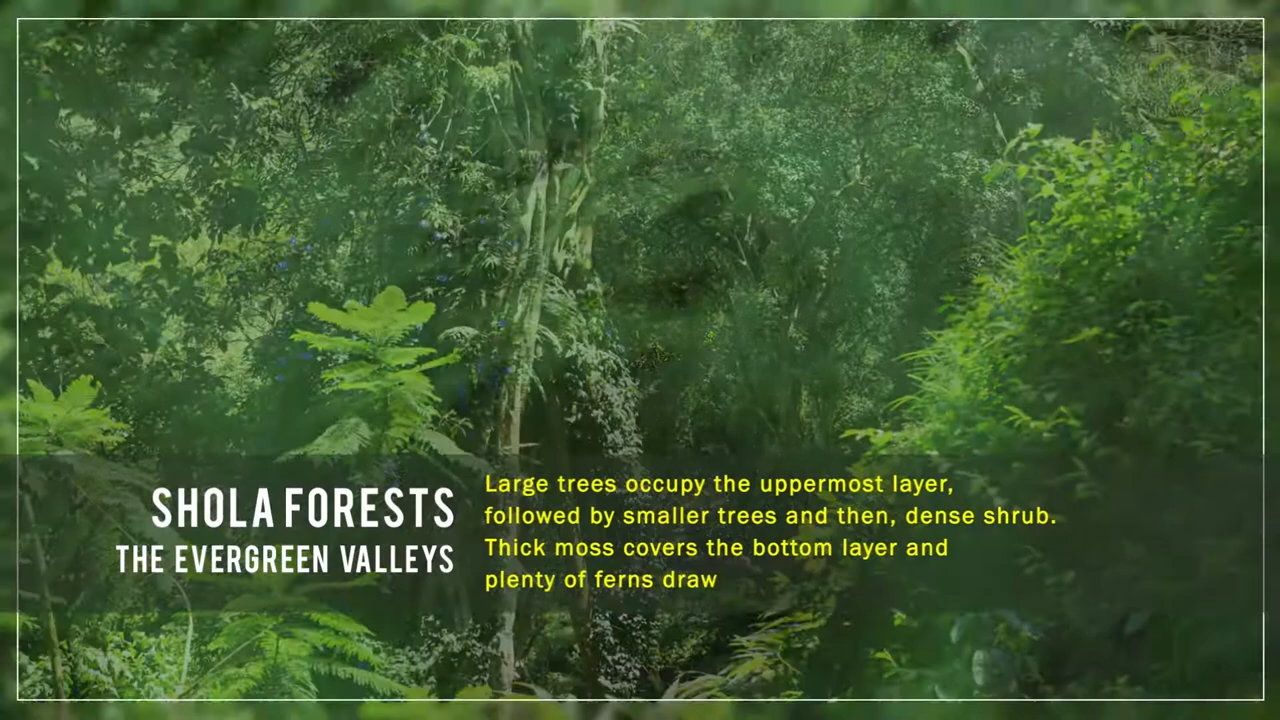 SHOLA FORESTS
THE EVERGREEN VALLEYS
Large trees occupy the uppermost layer,
followed by smaller trees and then, dense shrub.
Thick moss covers the bottom layer and
plenty of ferns draw